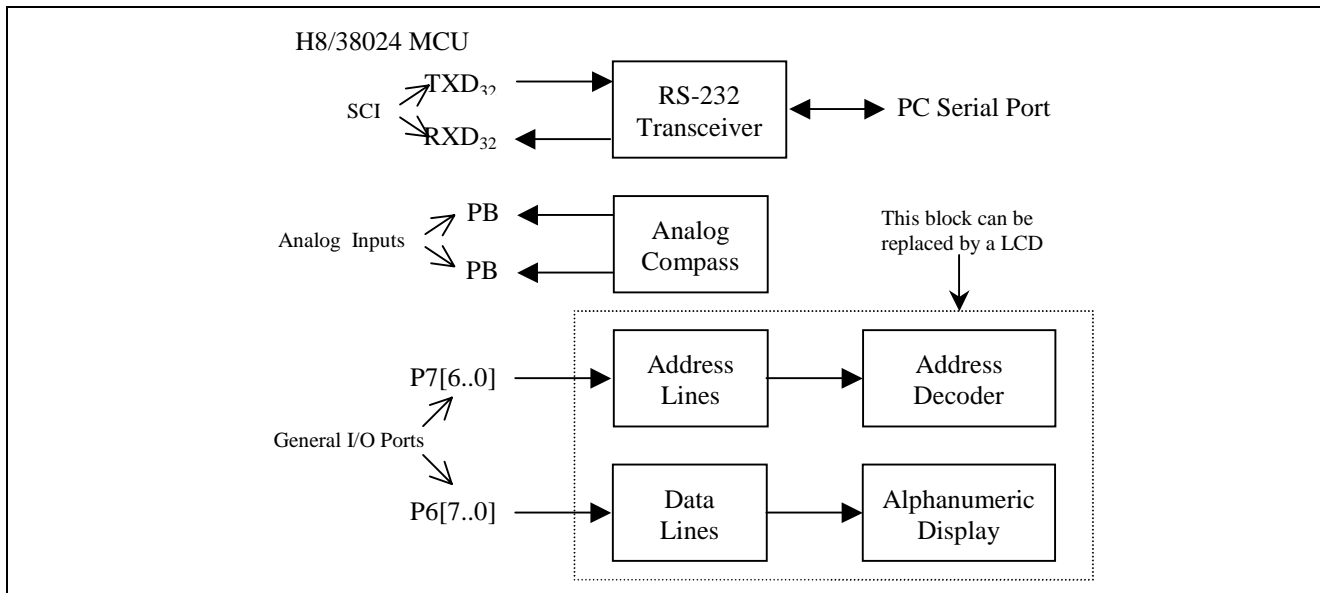 H8/38024 MCU
TXD32
SCI
RXD32
RS-232
Transceiver
PC Serial Port
PB
Analog Inputs
PB
Analog
Compass
This block can be
replaced by a LCD
P7[6..0]
Address
Lines
Address
Decoder
General I/O Ports
P6[7..0]
Data
Lines
Alphanumeric
Display